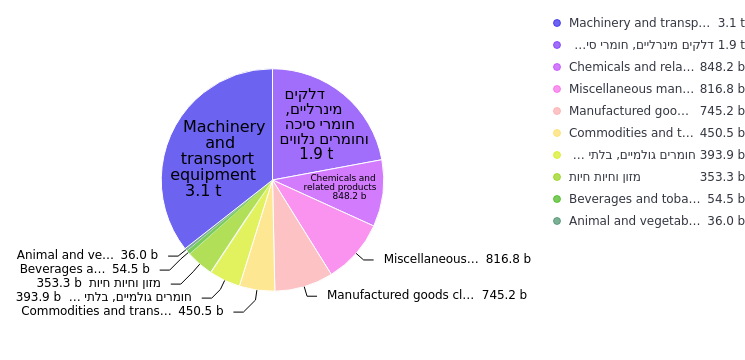 דלקים
מינרליים,
חומרי סיכה
וחומרים נלווים
1.9 t
Machinery
and
transport
equipment
3.1 t
Chemicals and
related products
848.2 b
Animal and ve... 36.0 b
Beverages a... 54.5 b
מזון וחיות חיות 353.3 b
חומרים גולמיים, בלתי ... 393.9 b
Commodities and trans... 450.5 b
Miscellaneous... 816.8 b
Manufactured goods cl... 745.2 b
Machinery and transp... 3.1 t
דלקים מינרליים, חומרי סי... 1.9 t
Chemicals and rela... 848.2 b
Miscellaneous man... 816.8 b
Manufactured goo... 745.2 b
Commodities and t... 450.5 b
חומרים גולמיים, בלתי ... 393.9 b
מזון וחיות חיות 353.3 b
Beverages and toba... 54.5 b
Animal and vegetab... 36.0 b